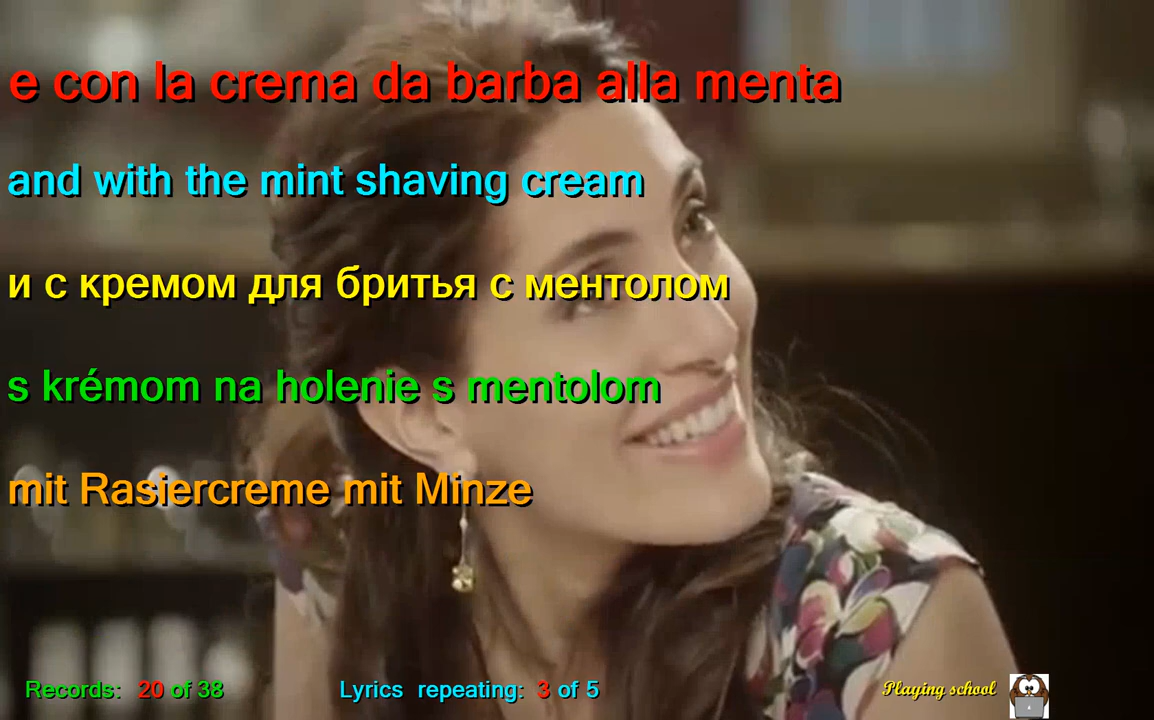 e con la crema da barba alla menta
and with the mint shaving cream
и с кремом для бритья с ментолом
s krémom na holenie s mentolom
mit Rasiercreme mit Minze
Records: 20 of 38 Lyrics repeating: 3 of 5 Playing school